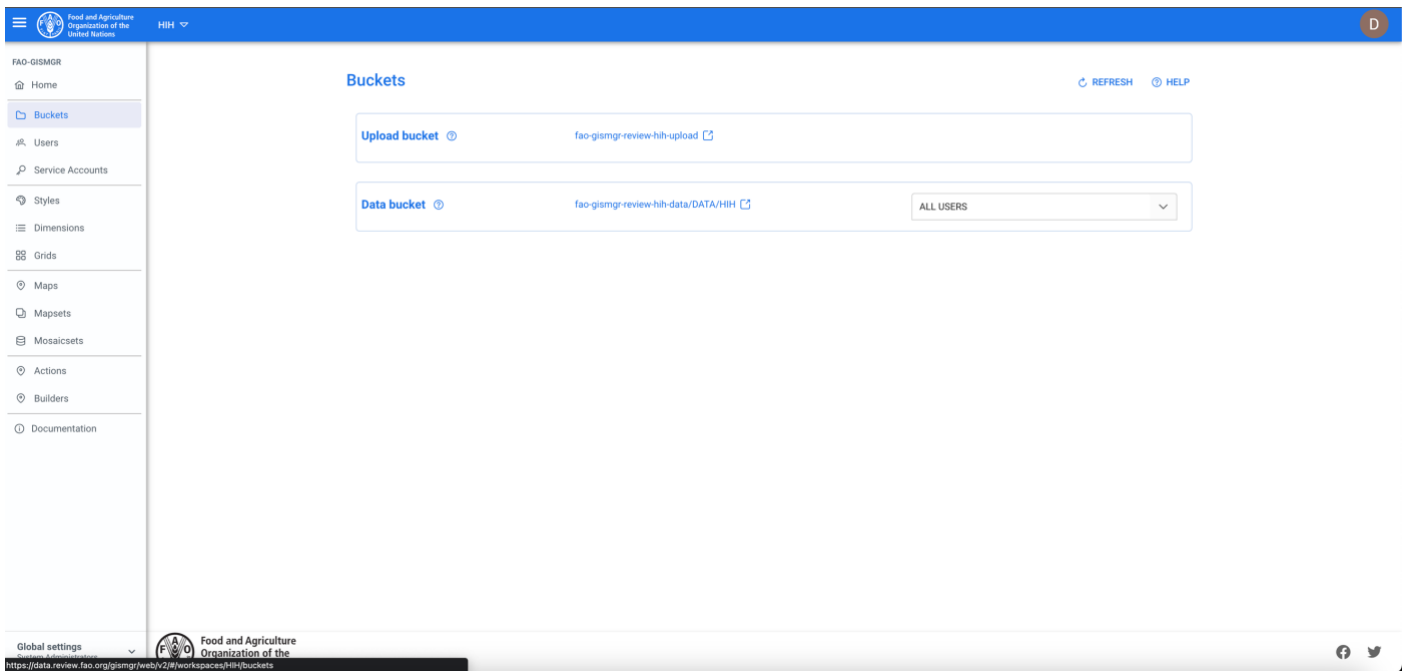 Food and Agriculture
Organization of the
United Nations
HIH
D
FAO-GISMGR
Home
Buckets
Users
Service Accounts
Styles
Dimensions
Grids
Maps
Mapsets
Mosaicsets
Actions
Builders
Documentation
Buckets
REFRESH
HELP
Upload bucket
fao-gismgr-review-hih-upload
Data bucket
fao-gismgr-review-hih-data/DATA/HIH
ALL USERS
Global settings
System Administrators
https://data.review.fao.org/gismgr/web/v2/#/workspaces/HIH/buckets
F A O
Food and Agriculture
Organization of the